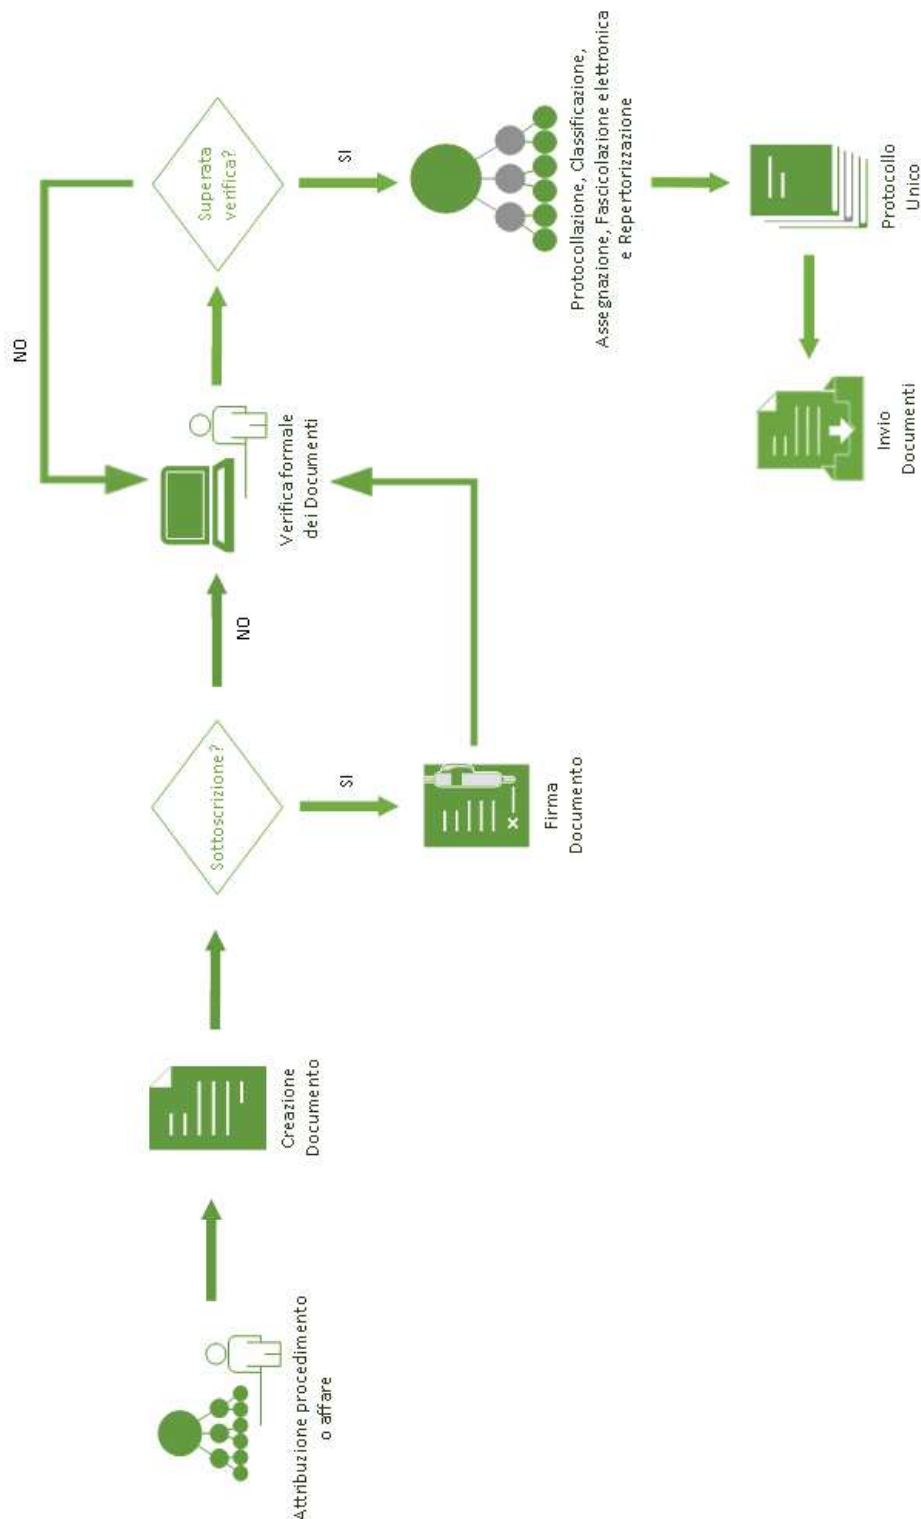 Attribuzione procedimento
o affare
Creazione
Documento
Sottoscrizione?
SI
Firma
Documento
NO
Verifica formale
dei Documenti
Superata
verifica?
NO
SI
Protocollazione, Classificazione,
Assegnazione, Fascicolazione elettronica
e Repertorizzazione
Protocollo
Unico
Invio
Documenti